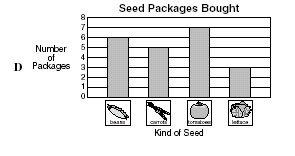 Seed Packages Bought
8
7
6
5
4
3
2
1
0
Number
of
Packages
D
beans
carrots
tomatoes
lettuce
Kind of Seed